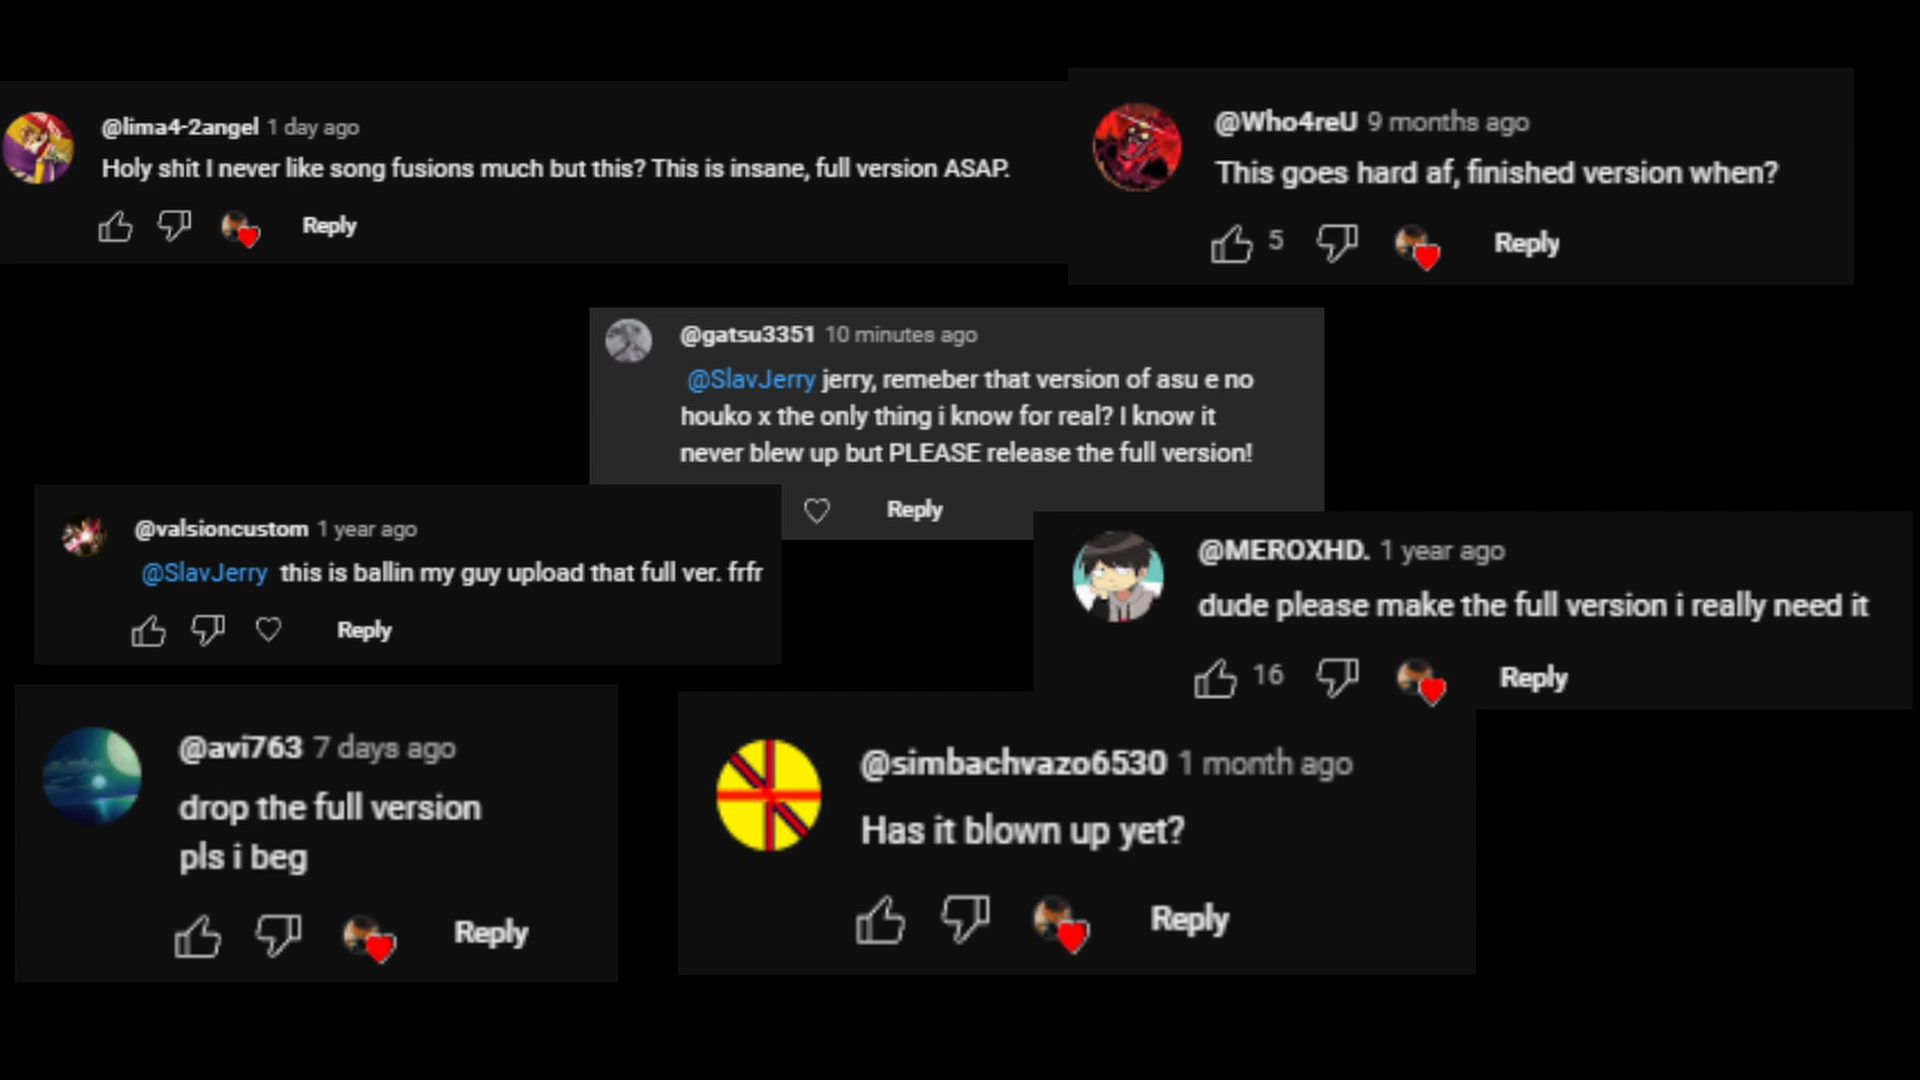 @lima4-2angel 1 day ago
Holy shit I never like song fusions much but this? This is insane, full version ASAP.
Reply
@Who4reU 9 months ago
This goes hard af, finished version when?
5 Reply
@gatsu3351 10 minutes ago
@SlavJerry jerry, remeber that version of asu e no
houko x the only thing i know for real? I know it
never blew up but PLEASE release the full version!
Reply
@valsioncustom 1 year ago
@SlavJerry this is ballin my guy upload that full ver. frfr
Reply
@MEROXHD. 1 year ago
dude please make the full version i really need it
16 Reply
@avi763 7 days ago
drop the full version
pls i beg
Reply
@simbachvazo6530 1 month ago
Has it blown up yet?
Reply